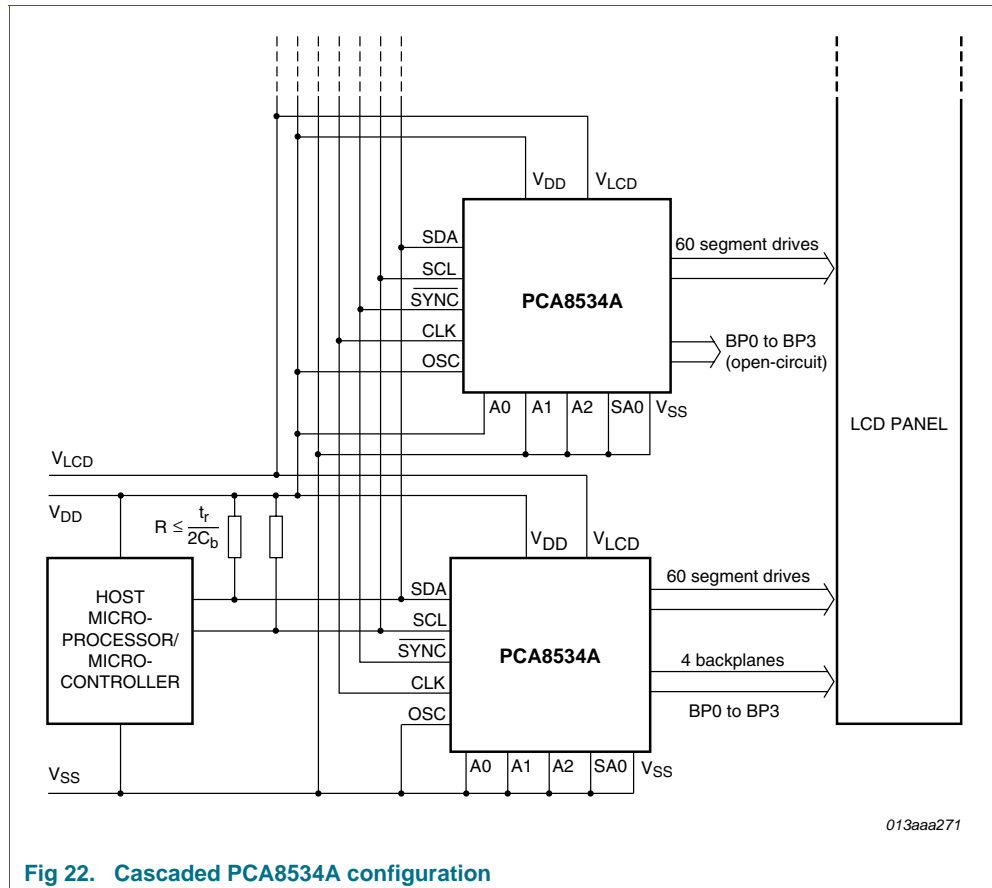 VDD
VLCD
SDA
SCL
SYNC
CLK
OSC
PCA8534A
60 segment drives
BP0 to BP3
(open-circuit)
A0 A1 A2 SA0 VSS
LCD PANEL
VLCD
VDD
R ≤ tr
2Cb
HOST
MICRO-
PROCESSOR/
MICRO-
CONTROLLER
VSS
VDD
VLCD
SDA
SCL
SYNC
CLK
OSC
PCA8534A
60 segment drives
4 backplanes
BP0 to BP3
A0 A1 A2 SA0 VSS
013aaa271
Fig 22. Cascaded PCA8534A configuration